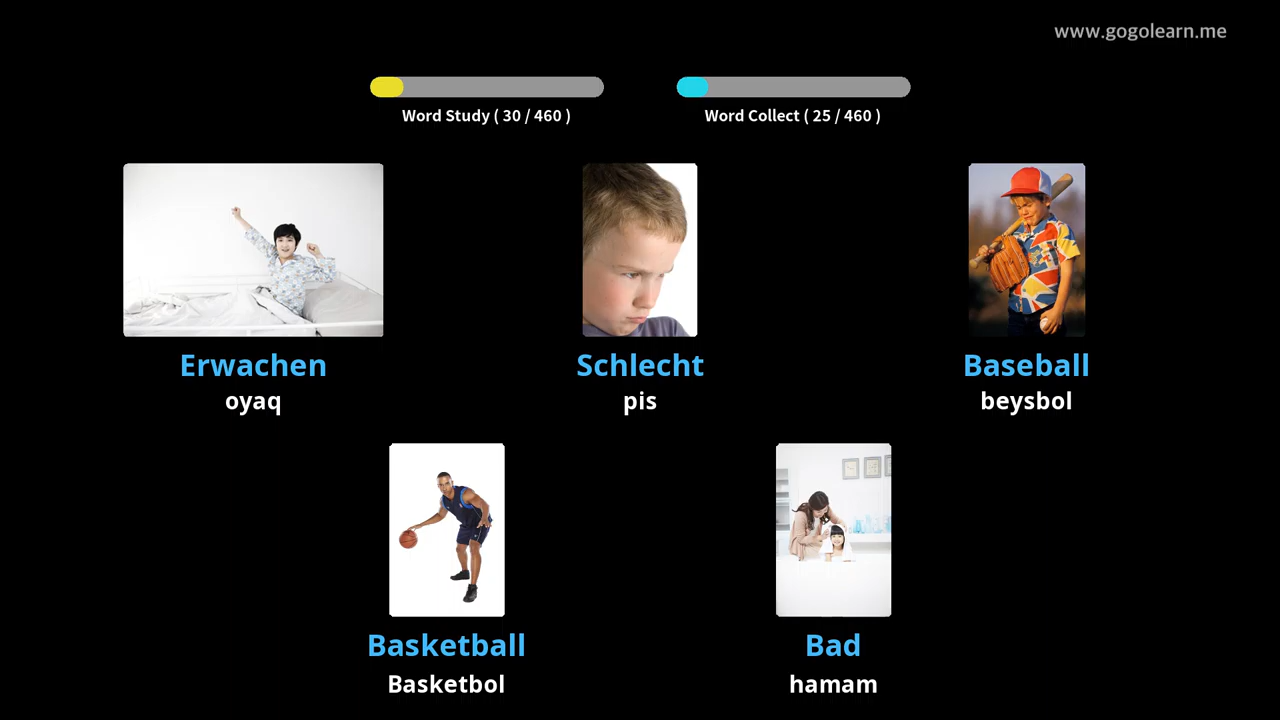 www.gogolearn.me
Word Study ( 30 / 460 )
Word Collect ( 25 / 460 )
Erwachen
oyaq
Schlecht
pis
Baseball
beysbol
Basketball
Basketbol
Bad
hamam